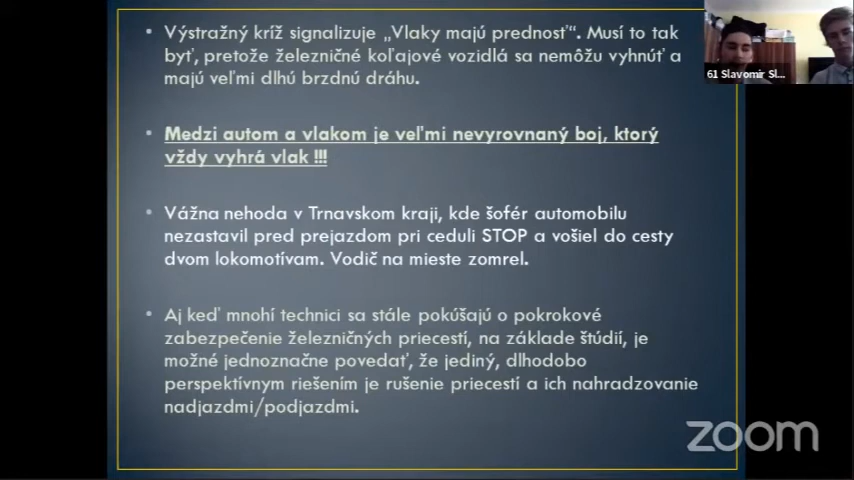 Výstražný kríž signalizuje „Vlaky majú prednosť“. Musí to tak
byť, pretože železničné koľajové vozidlá sa nemôžu vyhnúť a
majú veľmi dlhú brzdnú dráhu.
Medzi autom a vlakom je veľmi nevyrovnaný boj, ktorý
vždy vyhrá vlak !!!
Vážna nehoda v Trnavskom kraji, kde šofér automobilu
nezastavil pred prejazdom pri ceduli STOP a vošiel do cesty
dvom lokomotívam. Vodič na mieste zomrel.
Aj keď mnohí technici sa stále pokúšajú o pokrokové
zabezpečenie železničných priecestí, na základe štúdií, je
možné jednoznačne povedať, že jediný, dlhodobo
perspektívnym riešením je rušenie priecestí a ich nahradzovanie
nadjazdmi/podjazdmi.
61 Slavomír Sl...
zoom